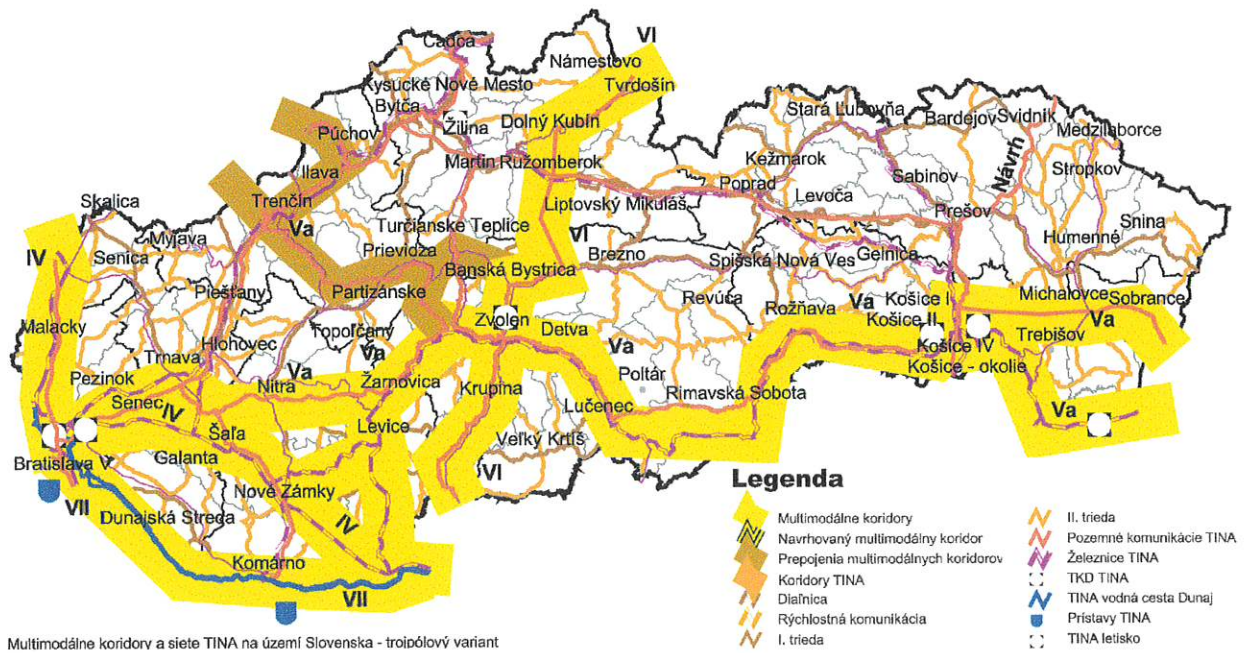 VI
Čadca
Námestovo
Kysucké Nové Mesto
Tvrdošín
Bytča
Žilina
Dolný Kubín
Púchov
Stará Ľubovňa
Bardejov
Svidník
Medzilaborce
Martin
Ružomberok
Kežmarok
Ilava
Stropkov
Návrh
Sabinov
Poprad
Levoča
Skalica
Trenčín
Liptovský Mikuláš
Prešov
Va
Turčianske Teplice
Snina
Myjava
VI
Humenné
Senica
Prievidza
Brezno
Spišská Nová Ves
Gelnica
IV
Banská Bystrica
Piešťany
Partizánske
Revúca
Rožňava
Va
Košice I
Michalovce
Sobrance
Malacky
Topoľčany
Zvolen
Detva
Košice II
Va
Hlohovec
Va
Va
Košice IV
Trebišov
Trnava
Va
Pezinok
Nitra
Žarnovica
Krupina
Poltár
Košice - okolie
Senec
IV
Rimavská Sobota
Lučenec
Va
Šaľa
Levice
Veľký Krtíš
Bratislava V
Galanta
VI
Nové Zámky
VII
IV
Dunajská Streda
Komárno
VII
Legenda
Multimodálne koridory
Navrhovaný multimodálny koridor
Prepojenia multimodálnych koridorov
Koridory TINA
Diaľnica
Rýchlostná komunikácia
I. trieda
II. trieda
Pozemné komunikácie TINA
Železnice TINA
TKD TINA
TINA vodná cesta Dunaj
Prístavy TINA
TINA letisko
Multimodálne koridory a siete TINA na území Slovenska - trojpólový variant